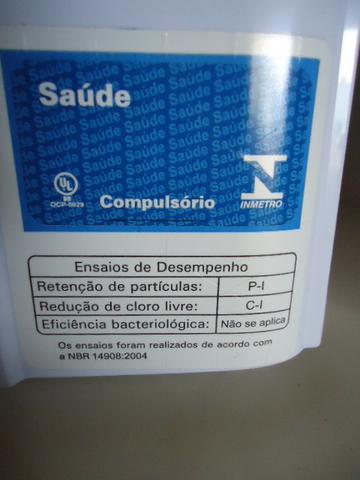 Saúde
UL
BR
OCP-0029
Compulsório
INMETRO
Ensaios de Desempenho
Retenção de partículas: P-I
Redução de cloro livre: C-I
Eficiência bacteriológica: Não se aplica
Os ensaios foram realizados de acordo com
a NBR 14908:2004